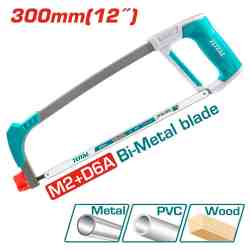 300mm(12″)
TOTAL
M2+D6A Bi-Metal blade
Metal
PVC
Wood